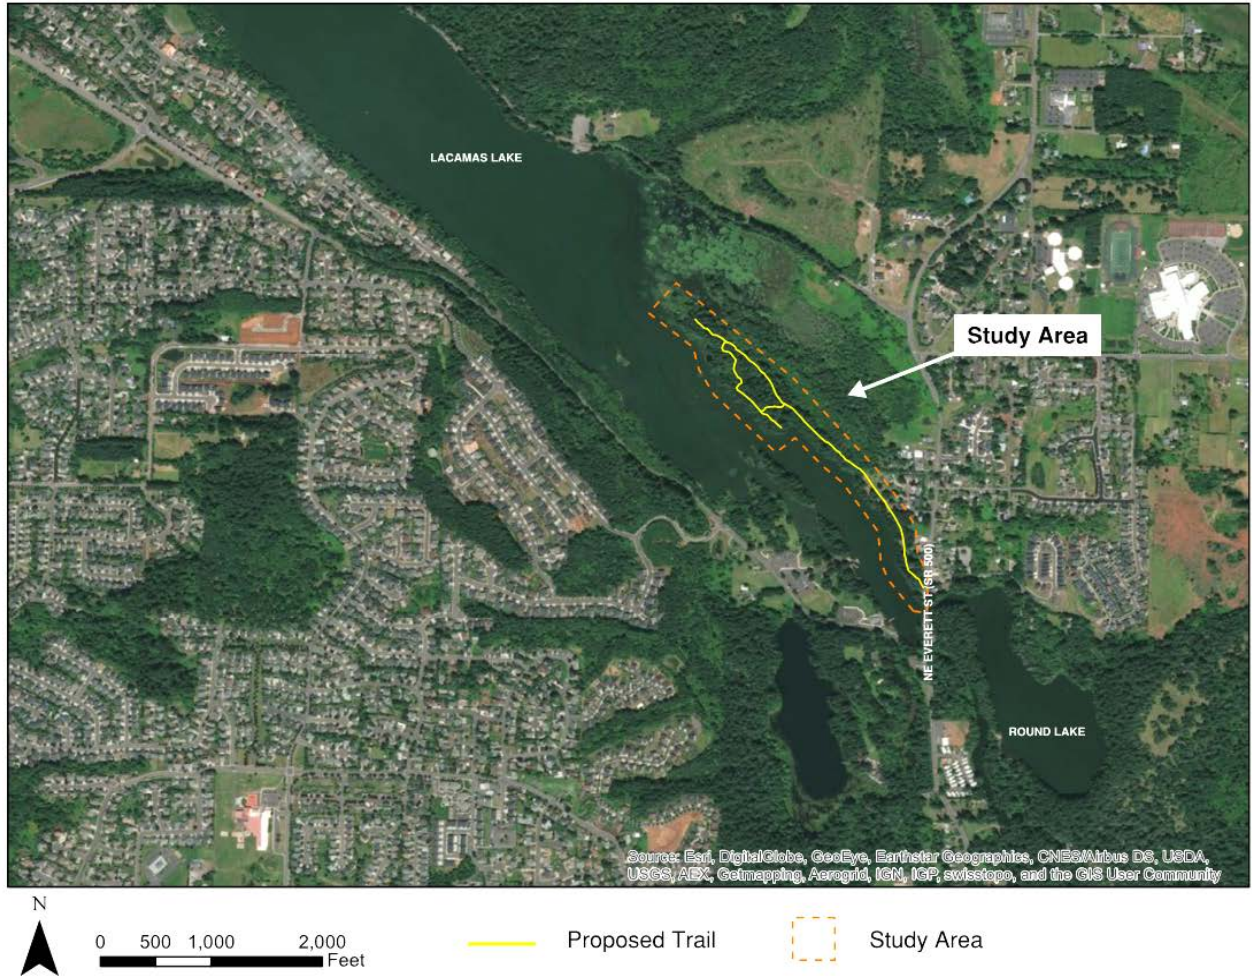 LACAMAS LAKE
Study Area
NE EVERETT ST (SR 500)
ROUND LAKE
Source: Esri, DigitalGlobe, GeoEye, Earthstar Geographics, CNES/Airbus DS, USDA,
USGS, AEX, Getmapping, Aerogrid, IGN, IGP, swisstopo, and the GIS User Community
N
0 500 1,000 2,000
Feet
Proposed Trail
Study Area